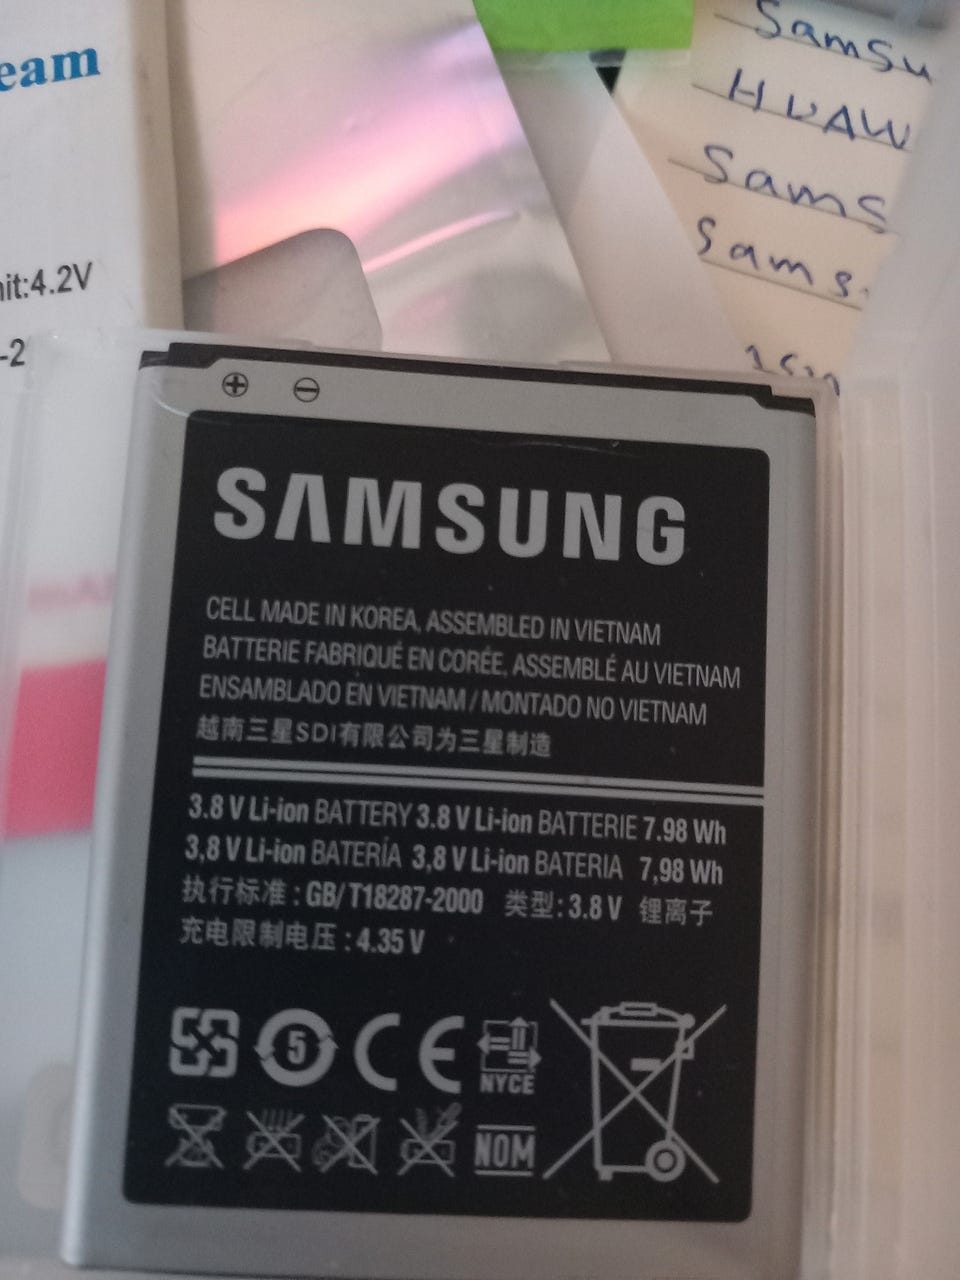 eam
it:4.2V
-2
Samsu
HUAW
Sams
Sams
SAMSUNG
CELL MADE IN KOREA, ASSEMBLED IN VIETNAM
BATTERIE FABRIQUÉ EN CORÉE, ASSEMBLÉ AU VIETNAM
ENSAMBLADO EN VIETNAM / MONTADO NO VIETNAM
越南三星SDI有限公司为三星制造
3.8 V Li-ion BATTERY 3.8 V Li-ion BATTERIE 7.98 Wh
3,8 V Li-ion BATERÍA 3,8 V Li-ion BATERIA 7,98 Wh
执行标准 : GB/T18287-2000 类型: 3.8 V 锂离子
充电限制电压 : 4.35 V
5
CE
NYCE
NOM